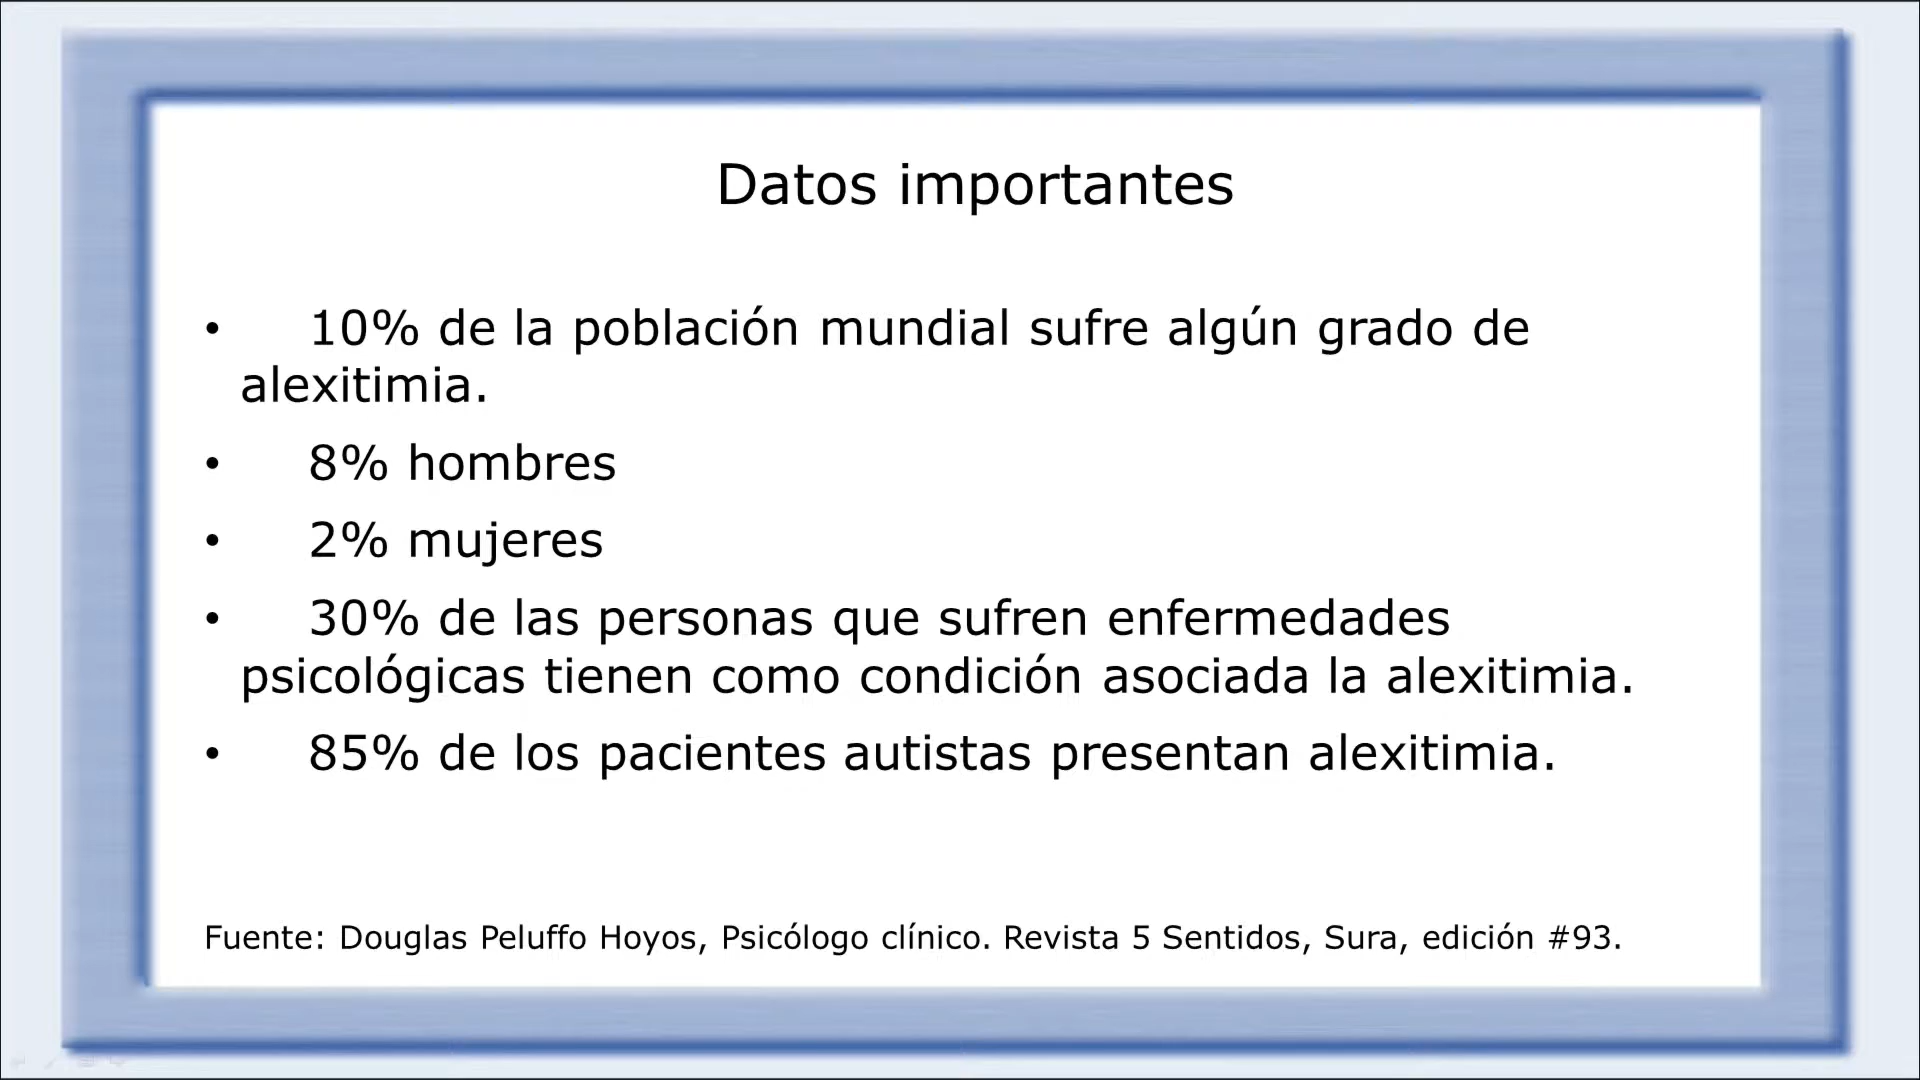 Datos importantes
• 10% de la población mundial sufre algún grado de
alexitimia.
• 8% hombres
• 2% mujeres
• 30% de las personas que sufren enfermedades
psicológicas tienen como condición asociada la alexitimia.
• 85% de los pacientes autistas presentan alexitimia.
Fuente: Douglas Peluffo Hoyos, Psicólogo clínico. Revista 5 Sentidos, Sura, edición #93.